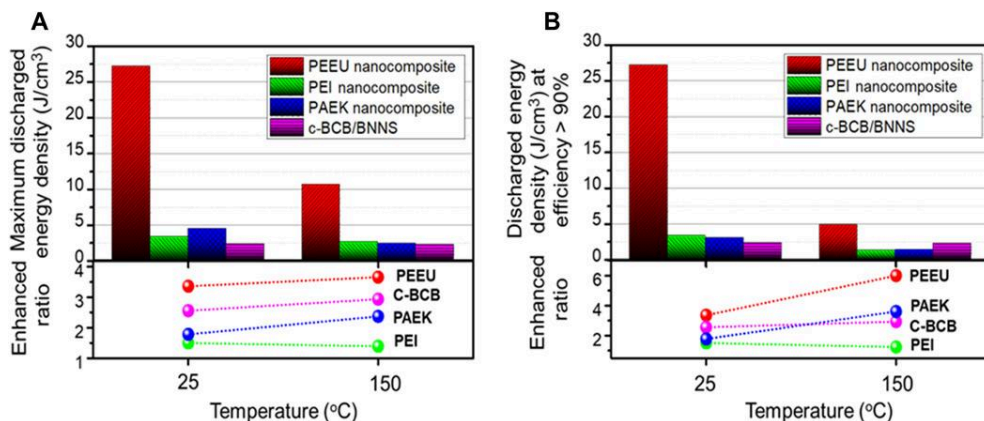 A
Enhanced Maximum discharged
ratio energy density (J/cm³)
30
25
20
15
10
5
0
PEEU nanocomposite
PEI nanocomposite
PAEK nanocomposite
c-BCB/BNNS
4
3
2
1
PEEU
C-BCB
PAEK
PEI
25
150
Temperature (°C)
B
Discharged energy
density (J/cm³) at
efficiency > 90%
Enhanced
ratio
30
25
20
15
10
5
0
PEEU nanocomposite
PEI nanocomposite
PAEK nanocomposite
c-BCB/BNNS
6
4
2
PEEU
PAEK
C-BCB
PEI
25
150
Temperature (°C)